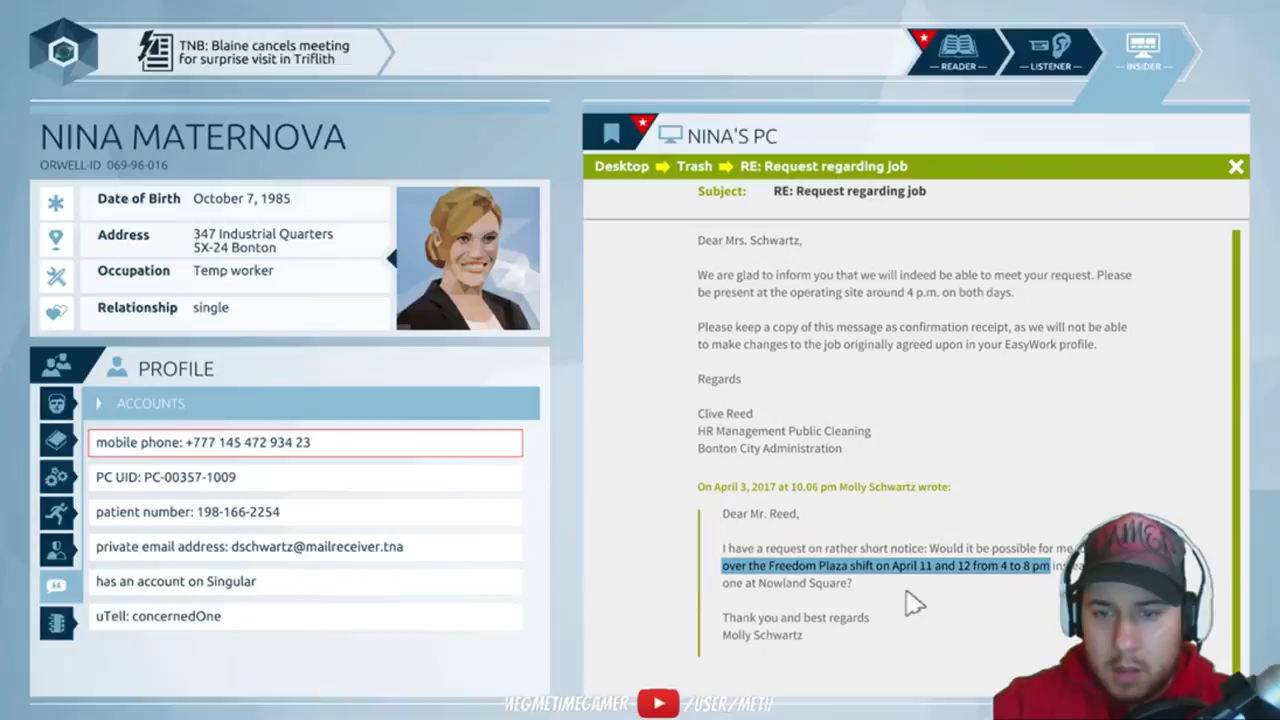 TNB: Blaine cancels meeting
for surprise visit in Triflith
READER
LISTENER
INSIDER
NINA MATERNOVA
ORWELL-ID 069-96-016
Date of Birth October 7, 1985
Address 347 Industrial Quarters
5X-24 Bonton
Occupation Temp worker
Relationship single
PROFILE
ACCOUNTS
mobile phone: +777 145 472 934 23
PC UID: PC-00357-1009
patient number: 198-166-2254
private email address: dschwartz@mailreceiver.tna
has an account on Singular
uTell: concernedOne
NINA'S PC
Desktop Trash RE: Request regarding job
Subject: RE: Request regarding job
Dear Mrs. Schwartz,
We are glad to inform you that we will indeed be able to meet your request. Please
be present at the operating site around 4 p.m. on both days.
Please keep a copy of this message as confirmation receipt, as we will not be able
to make changes to the job originally agreed upon in your EasyWork profile.
Regards
Clive Reed
HR Management Public Cleaning
Bonton City Administration
On April 3, 2017 at 10.06 pm Molly Schwartz wrote:
Dear Mr. Reed,
I have a request on rather short notice: Would it be possible for me
over the Freedom Plaza shift on April 11 and 12 from 4 to 8 pm
one at Nowland Square?
Thank you and best regards
Molly Schwartz
HEGMETIMEGAMER /USER/METII